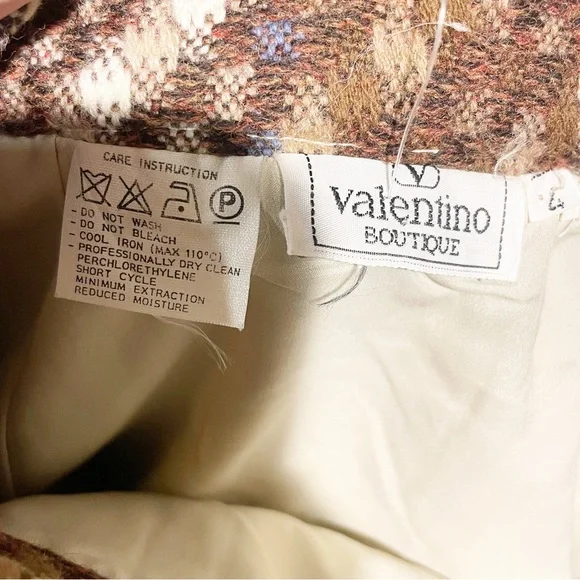 CARE INSTRUCTION
P
- DO NOT WASH
- DO NOT BLEACH
- COOL IRON (MAX 110°C)
- PROFESSIONALLY DRY CLEAN
PERCHLORETHYLENE
SHORT CYCLE
MINIMUM EXTRACTION
REDUCED MOISTURE
V
valentino
BOUTIQUE
4